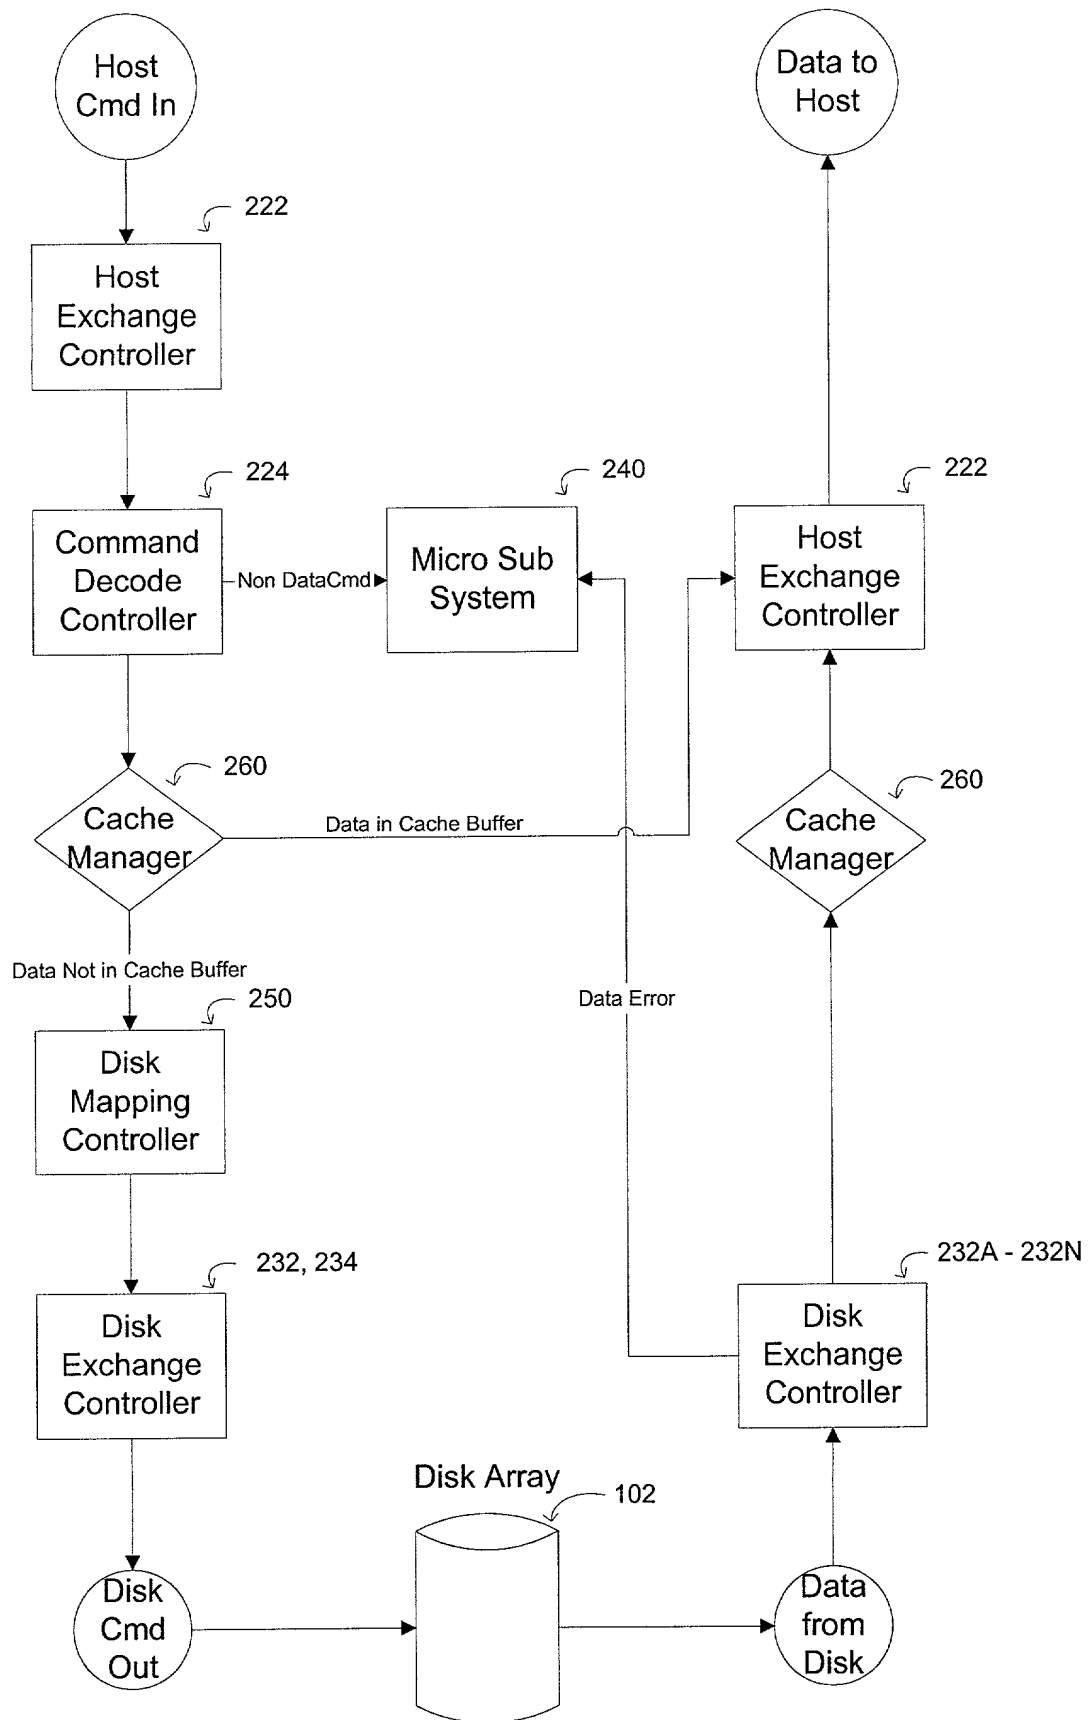 Host
Cmd In
Data to
Host
222
Host
Exchange
Controller
224
Command
Decode
Controller
Non DataCmd
240
Micro Sub
System
222
Host
Exchange
Controller
260
Cache
Manager
Data in Cache Buffer
260
Cache
Manager
Data Not in Cache Buffer
250
Disk
Mapping
Controller
Data Error
232, 234
Disk
Exchange
Controller
232A - 232N
Disk
Exchange
Controller
Disk Array
102
Disk
Cmd
Out
Data
from
Disk